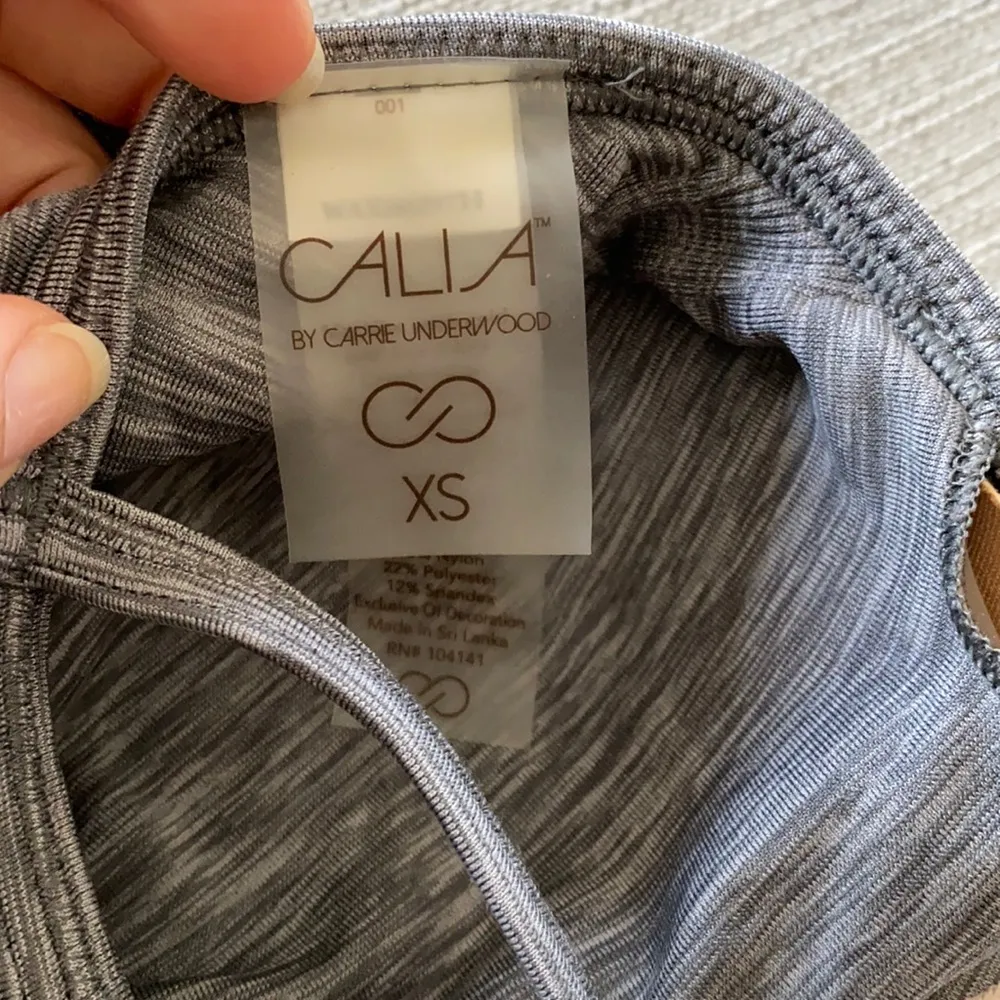 001
CALIA™
BY CARRIE UNDERWOOD
XS
Nylon
22% Polyester
12% Spandex
Exclusive Of Decoration
Made in Sri Lanka
RN# 104141